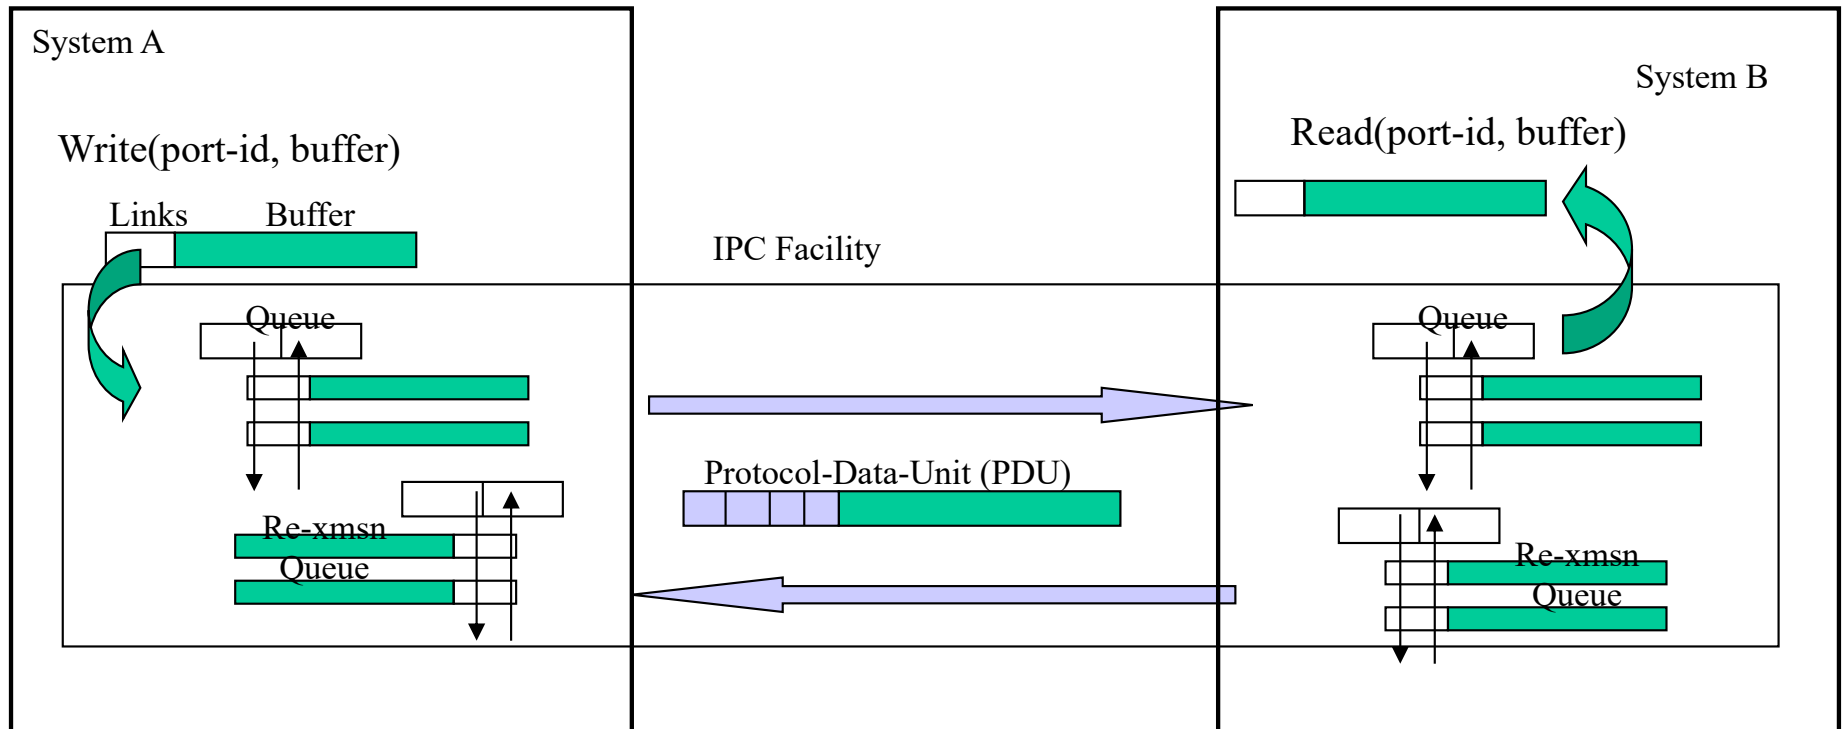 System A
System B
Write(port-id, buffer)
Read(port-id, buffer)
Links
Buffer
IPC Facility
Queue
Queue
Protocol-Data-Unit (PDU)
Re-xmsn
Queue
Re-xmsn
Queue